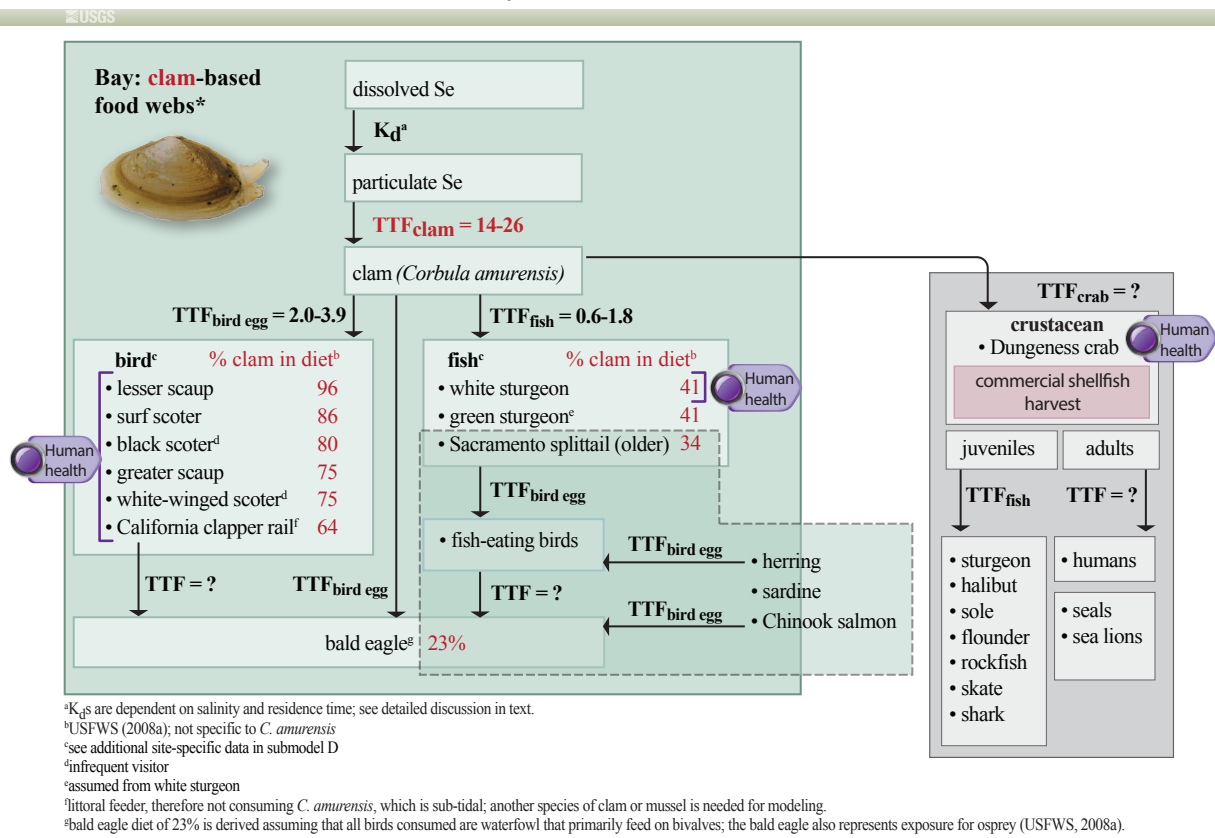 USGS
Bay: clam-based
food webs*
dissolved Se
Kdᵃ
particulate Se
TTFclam = 14-26
clam (Corbula amurensis)
TTFbird egg = 2.0-3.9
TTFfish = 0.6-1.8
birdᶜ % clam in dietᵇ
• lesser scaup 96
• surf scoter 86
• black scoterᵈ 80
• greater scaup 75
• white-winged scoterᵈ 75
• California clapper railᶠ 64
Human
health
fishᶜ % clam in dietᵇ
• white sturgeon 41
• green sturgeonᵉ 41
• Sacramento splittail (older) 34
Human
health
TTFbird egg
• fish-eating birds
TTFbird egg
• herring
• sardine
• Chinook salmon
TTF = ?
TTFbird egg
TTF = ?
TTFbird egg
bald eagleᵍ 23%
TTFcrab = ?
crustacean
• Dungeness crab
Human
health
commercial shellfish
harvest
juveniles
adults
TTFfish
TTF = ?
• sturgeon
• halibut
• sole
• flounder
• rockfish
• skate
• shark
• humans
• seals
• sea lions
ᵃKds are dependent on salinity and residence time; see detailed discussion in text.
ᵇUSFWS (2008a); not specific to C. amurensis
ᶜsee additional site-specific data in submodel D
ᵈinfrequent visitor
ᵉassumed from white sturgeon
ᶠlittoral feeder, therefore not consuming C. amurensis, which is sub-tidal; another species of clam or mussel is needed for modeling.
ᵍbald eagle diet of 23% is derived assuming that all birds consumed are waterfowl that primarily feed on bivalves; the bald eagle also represents exposure for osprey (USFWS, 2008a).